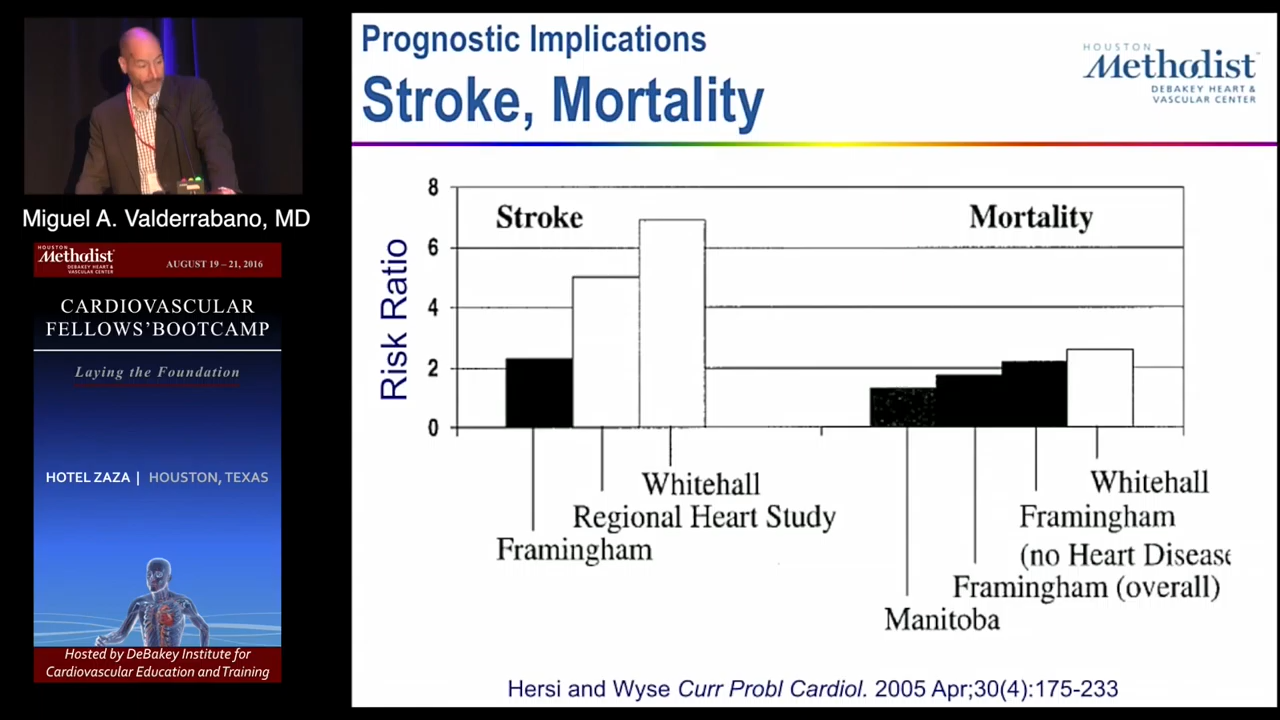 Miguel A. Valderrabano, MD
HOUSTON
Methodist
DEBAKEY HEART &
VASCULAR CENTER
AUGUST 19 – 21, 2016
CARDIOVASCULAR
FELLOWS' BOOTCAMP
Laying the Foundation
HOTEL ZAZA | HOUSTON, TEXAS
Hosted by DeBakey Institute for
Cardiovascular Education and Training
Prognostic Implications
Stroke, Mortality
HOUSTON
Methodist
DEBAKEY HEART &
VASCULAR CENTER
Risk Ratio
8
6
4
2
0
Stroke
Mortality
Whitehall
Regional Heart Study
Framingham
Whitehall
Framingham
(no Heart Disease
Framingham (overall)
Manitoba
Hersi and Wyse Curr Probl Cardiol. 2005 Apr;30(4):175-233